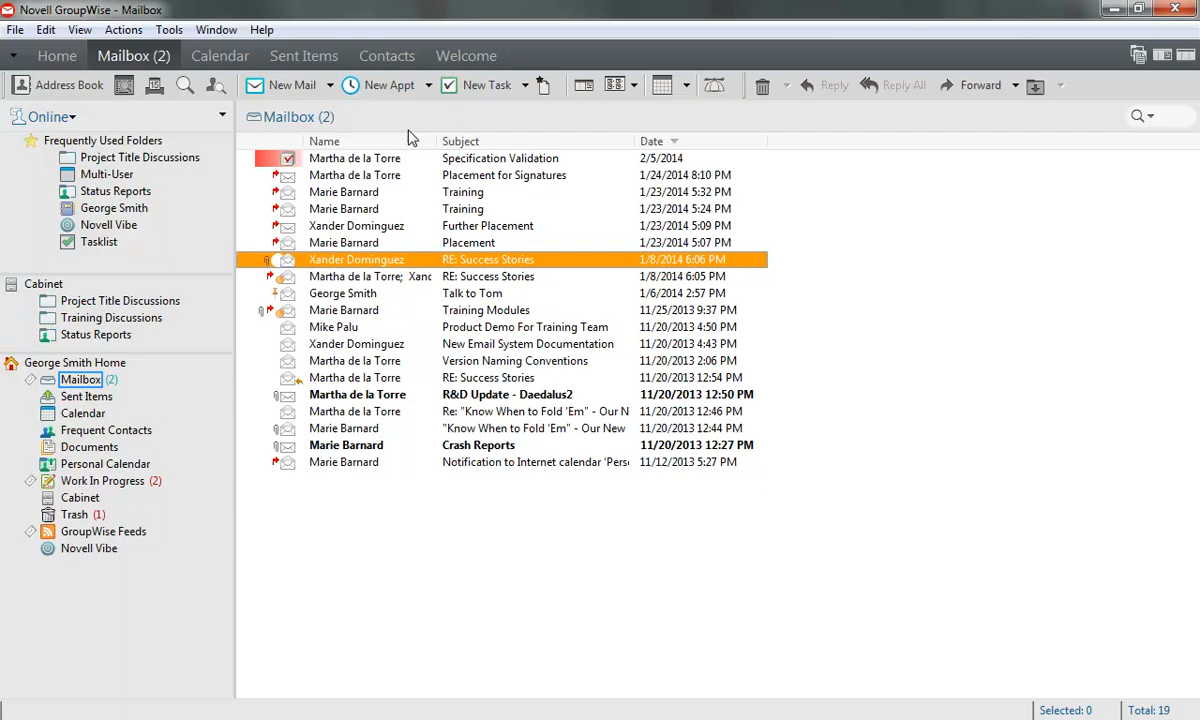 Novell GroupWise - Mailbox
File Edit View Actions Tools Window Help
Home Mailbox (2) Calendar Sent Items Contacts Welcome
Address Book New Mail New Appt New Task Reply Reply All Forward
Online
Mailbox (2)
Frequently Used Folders
Project Title Discussions
Multi-User
Status Reports
George Smith
Novell Vibe
Tasklist
Cabinet
Project Title Discussions
Training Discussions
Status Reports
George Smith Home
Mailbox (2)
Sent Items
Calendar
Frequent Contacts
Documents
Personal Calendar
Work In Progress (2)
Cabinet
Trash (1)
GroupWise Feeds
Novell Vibe
Name Subject Date
Martha de la Torre Specification Validation 2/5/2014
Martha de la Torre Placement for Signatures 1/24/2014 8:10 PM
Marie Barnard Training 1/23/2014 5:32 PM
Marie Barnard Training 1/23/2014 5:24 PM
Xander Dominguez Further Placement 1/23/2014 5:09 PM
Marie Barnard Placement 1/23/2014 5:07 PM
Xander Dominguez RE: Success Stories 1/8/2014 6:06 PM
Martha de la Torre; Xanc RE: Success Stories 1/8/2014 6:05 PM
George Smith Talk to Tom 1/6/2014 2:57 PM
Marie Barnard Training Modules 11/25/2013 9:37 PM
Mike Palu Product Demo For Training Team 11/20/2013 4:50 PM
Xander Dominguez New Email System Documentation 11/20/2013 4:43 PM
Martha de la Torre Version Naming Conventions 11/20/2013 2:06 PM
Martha de la Torre RE: Success Stories 11/20/2013 12:54 PM
Martha de la Torre R&D Update - Daedalus2 11/20/2013 12:50 PM
Martha de la Torre Re: "Know When to Fold 'Em" - Our N 11/20/2013 12:46 PM
Marie Barnard "Know When to Fold 'Em" - Our New 11/20/2013 12:44 PM
Marie Barnard Crash Reports 11/20/2013 12:27 PM
Marie Barnard Notification to Internet calendar 'Perso 11/12/2013 5:27 PM
Selected: 0 Total: 19